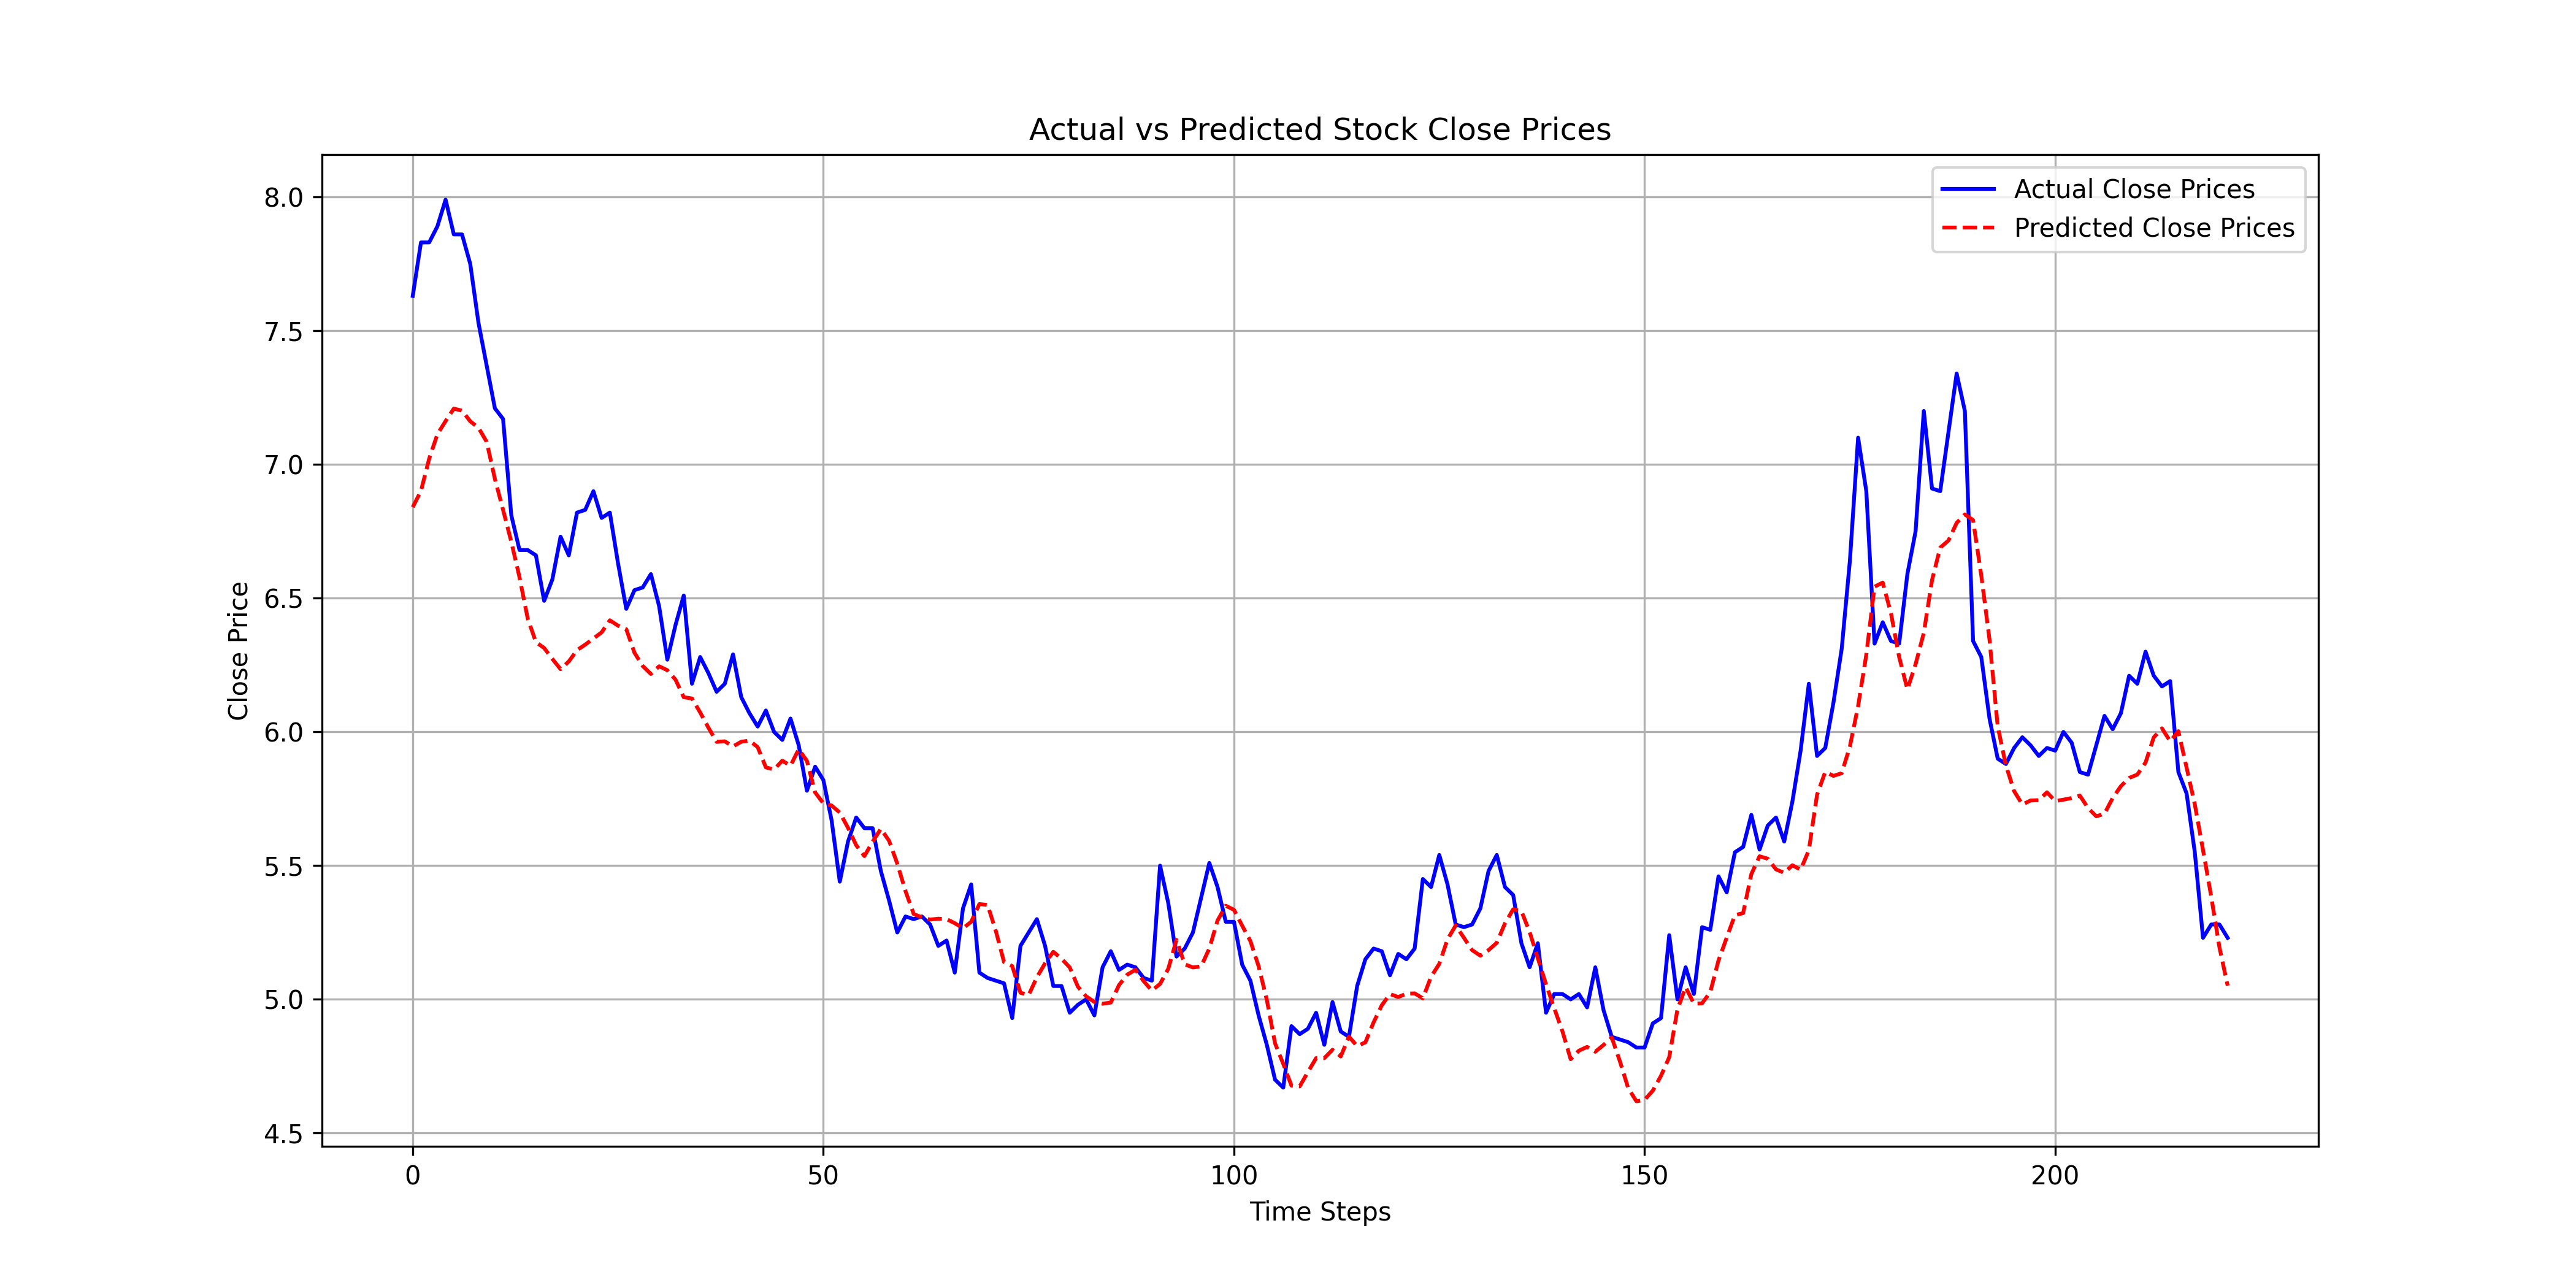 Actual vs Predicted Stock Close Prices
Actual Close Prices
Predicted Close Prices
8.0
7.5
7.0
6.5
6.0
5.5
5.0
4.5
Close Price
0 50 100 150 200
Time Steps